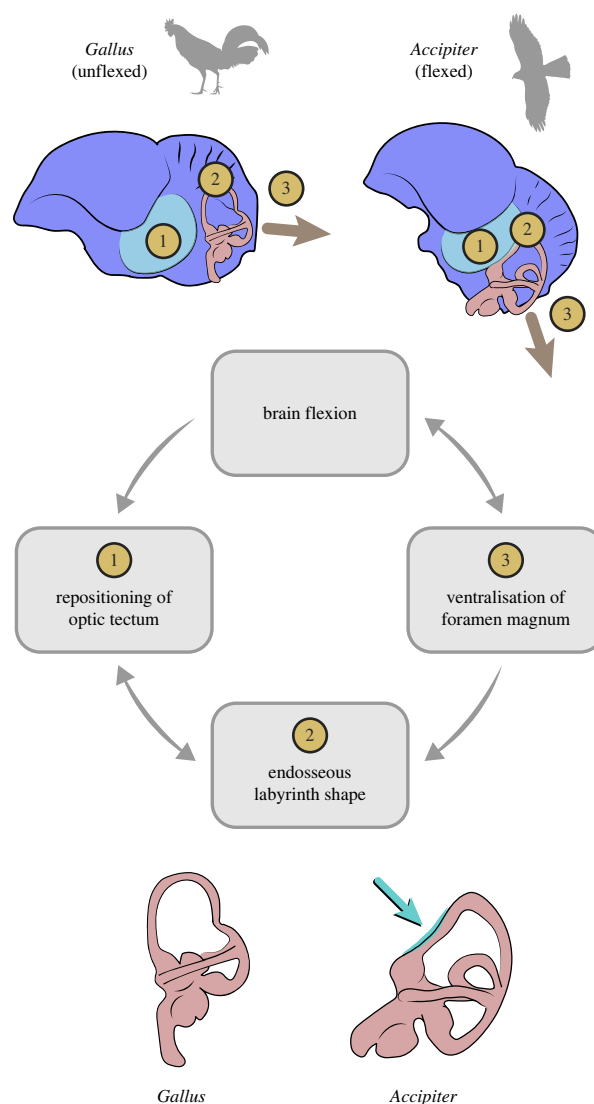 Gallus
(unflexed)
Accipiter
(flexed)
2
3
1
1
2
3
brain flexion
1
repositioning of
optic tectum
3
ventralisation of
foramen magnum
2
endosseous
labyrinth shape
Gallus
Accipiter